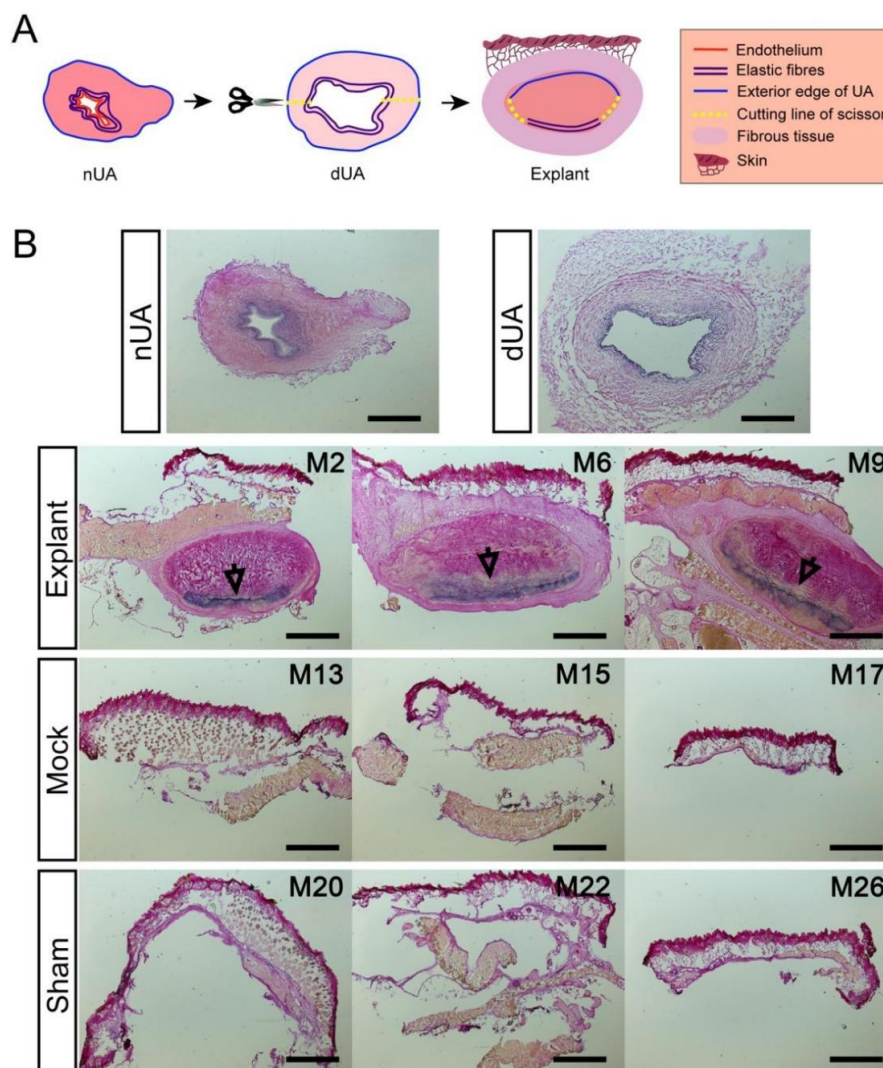 A
nUA
dUA
Explant
Endothelium
Elastic fibres
Exterior edge of UA
Cutting line of scissor
Fibrous tissue
Skin
B
nUA
dUA
Explant
M2
M6
M9
Mock
M13
M15
M17
Sham
M20
M22
M26